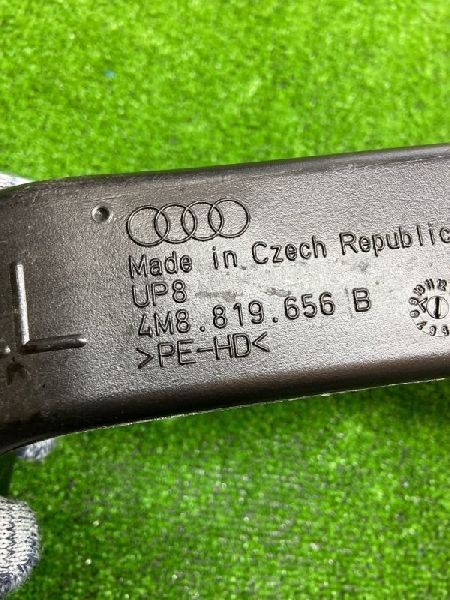 Made in Czech Republic
UP8
4M8.819.656 B
>PE-HD<